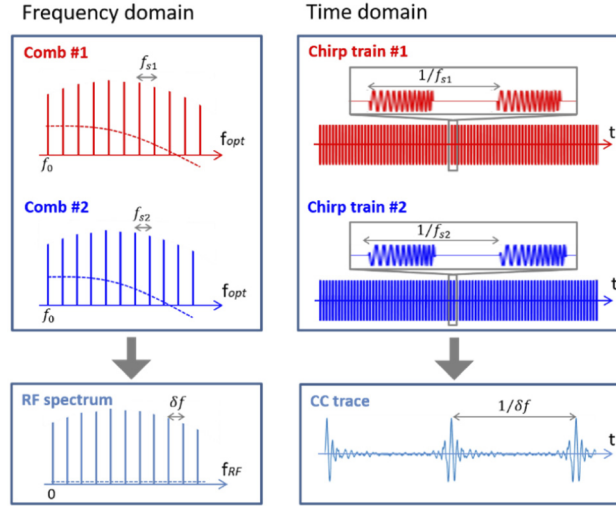 Frequency domain
Comb #1
fs1
fopt
f0
Comb #2
fs2
fopt
f0
RF spectrum
δf
fRF
0
Time domain
Chirp train #1
1/fs1
t
Chirp train #2
1/fs2
t
CC trace
1/δf
t